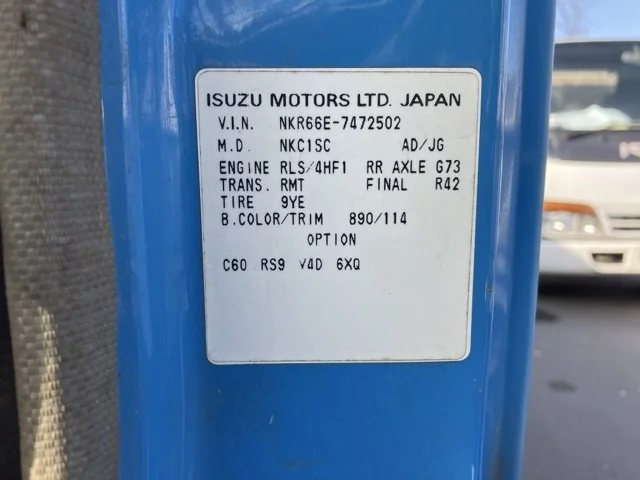 ISUZU MOTORS LTD. JAPAN
V.I.N. NKR66E-7472502
M.D. NKC1SC AD/JG
ENGINE RLS/4HF1 RR AXLE G73
TRANS. RMT FINAL R42
TIRE 9YE
B.COLOR/TRIM 890/114
OPTION
C60 RS9 V4D 6XQ